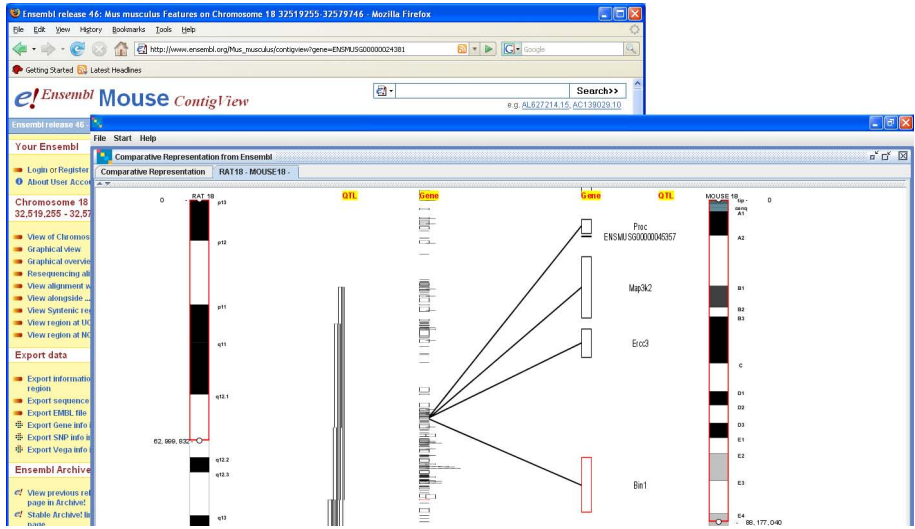 Ensembl release 46: Mus musculus Features on Chromosome 18 32519255-32579746 - Mozilla Firefox
File Edit View History Bookmarks Tools Help
http://www.ensembl.org/Mus_musculus/contigview?gene=ENSMUSG00000024381
G Google
Getting Started Latest Headlines
e! Ensembl Mouse ContigView
Search>>
e.g. AL627214.15, AC139029.10
Ensembl release 46 -
File Start Help
Your Ensembl
Comparative Representation from Ensembl
Login or Register
Comparative Representation RAT18 - MOUSE18 -
About User Accou
Chromosome 18
32,519,255 - 32,57
View of Chromos
Graphical view
Graphical overvie
Resequencing ali
View alignment w
View alongside ...
View Syntenic re
View region at UC
View region at NC
Export data
Export informatio
region
Export sequence
Export EMBL file
Export Gene info i
Export SNP info i
Export Vega info i
Ensembl Archive
View previous rel
page in Archive!
Stable Archive! lin
page
0 - RAT 18
QTL
Gene
Gene
QTL
MOUSE 18
0
p13
p12
p11
q11
q12.1
62,999,832
q12.2
q12.3
q13
Proc
ENSMUSG00000045357
Map3k2
Ercc3
Bin1
tip -
A1
A2
B1
B2
B3
C
D1
D2
D3
E1
E2
E3
E4
- 88,177,040